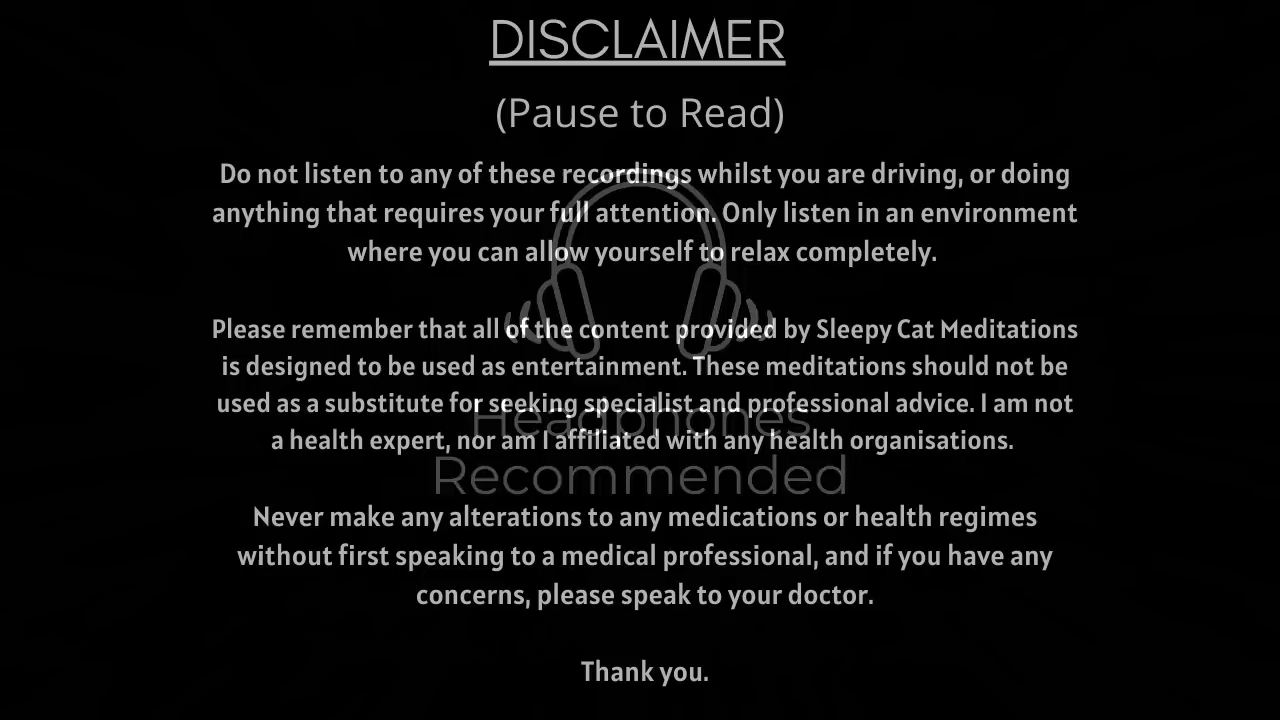 DISCLAIMER
(Pause to Read)
Do not listen to any of these recordings whilst you are driving, or doing
anything that requires your full attention. Only listen in an environment
where you can allow yourself to relax completely.
Please remember that all of the content provided by Sleepy Cat Meditations
is designed to be used as entertainment. These meditations should not be
used as a substitute for seeking specialist and professional advice. I am not
a health expert, nor am I affiliated with any health organisations.
Headphones
Recommended
Never make any alterations to any medications or health regimes
without first speaking to a medical professional, and if you have any
concerns, please speak to your doctor.
Thank you.